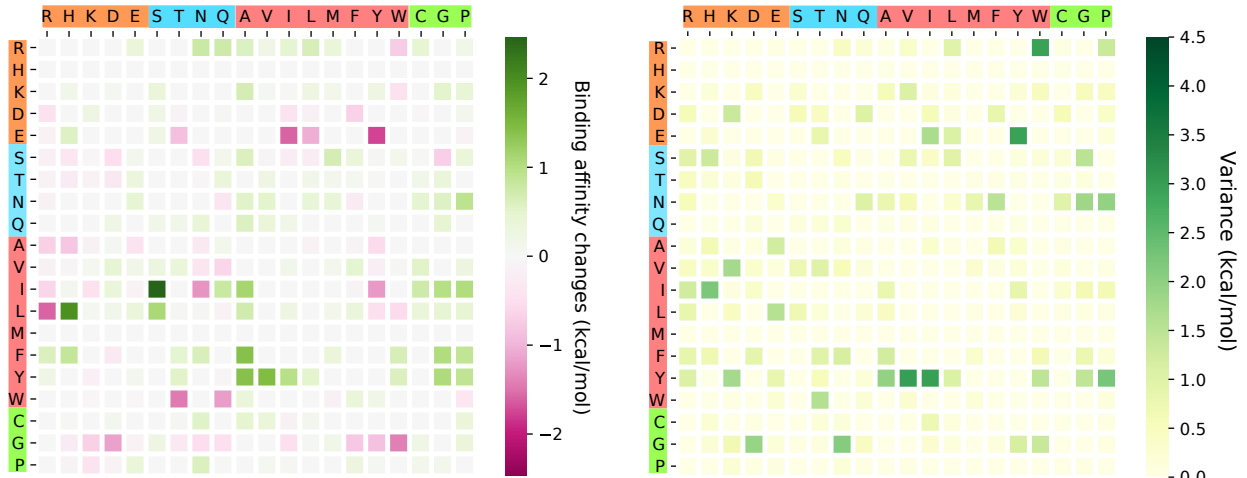 R H K D E S T N Q A V I L M F Y W C G P
R
H
K
D
E
S
T
N
Q
A
V
I
L
M
F
Y
W
C
G
P
2
1
0
−1
−2
Binding affinity changes (kcal/mol)
R H K D E S T N Q A V I L M F Y W C G P
R
H
K
D
E
S
T
N
Q
A
V
I
L
M
F
Y
W
C
G
P
4.5
4.0
3.5
3.0
2.5
2.0
1.5
1.0
0.5
0.0
Variance (kcal/mol)